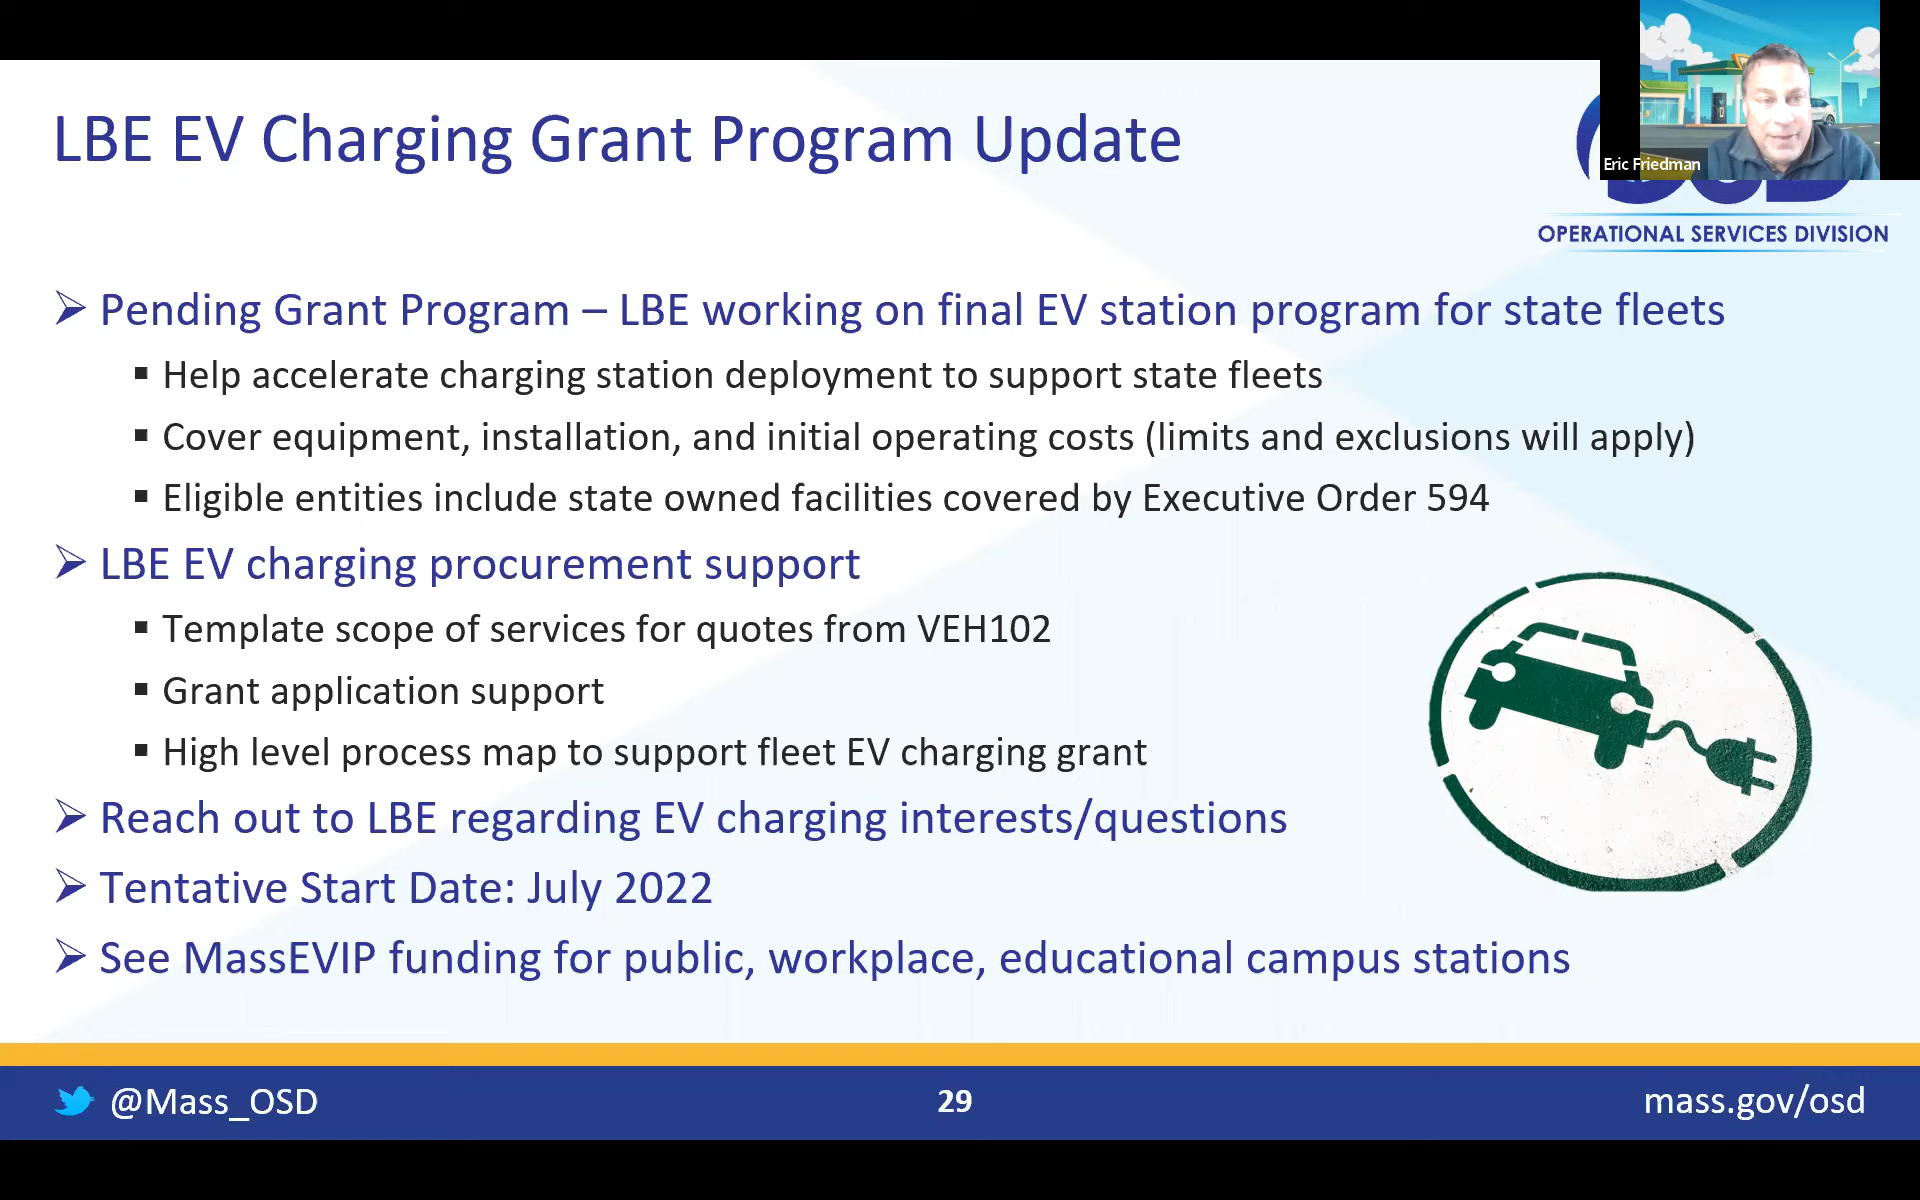 LBE EV Charging Grant Program Update
Eric Friedman
OPERATIONAL SERVICES DIVISION
➢ Pending Grant Program – LBE working on final EV station program for state fleets
▪ Help accelerate charging station deployment to support state fleets
▪ Cover equipment, installation, and initial operating costs (limits and exclusions will apply)
▪ Eligible entities include state owned facilities covered by Executive Order 594
➢ LBE EV charging procurement support
▪ Template scope of services for quotes from VEH102
▪ Grant application support
▪ High level process map to support fleet EV charging grant
➢ Reach out to LBE regarding EV charging interests/questions
➢ Tentative Start Date: July 2022
➢ See MassEVIP funding for public, workplace, educational campus stations
@Mass_OSD
29
mass.gov/osd